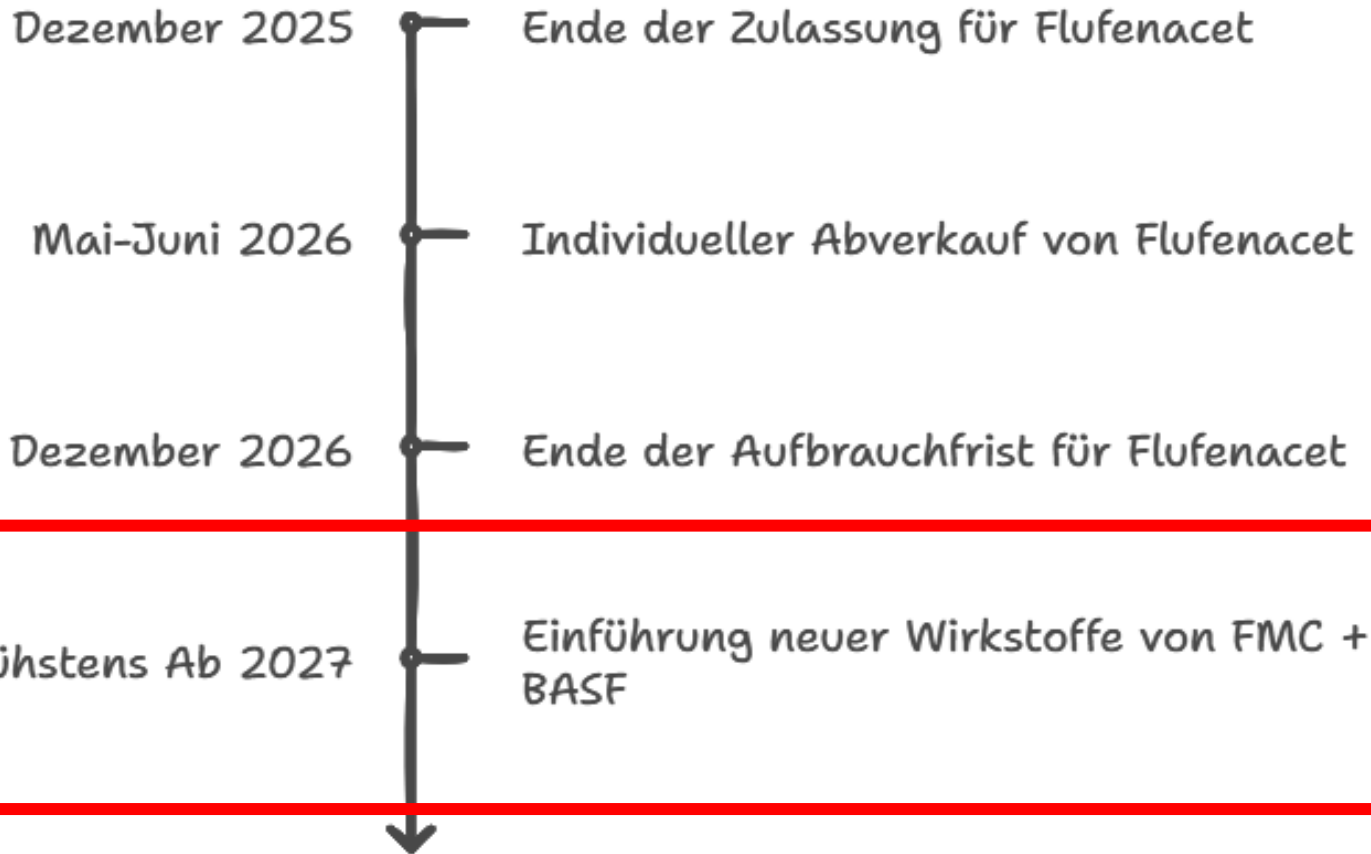 Dezember 2025 Ende der Zulassung für Flufenacet
Mai-Juni 2026 Individueller Abverkauf von Flufenacet
Dezember 2026 Ende der Aufbrauchfrist für Flufenacet
Ab 2027 Einführung neuer Wirkstoffe von FMC +
BASF